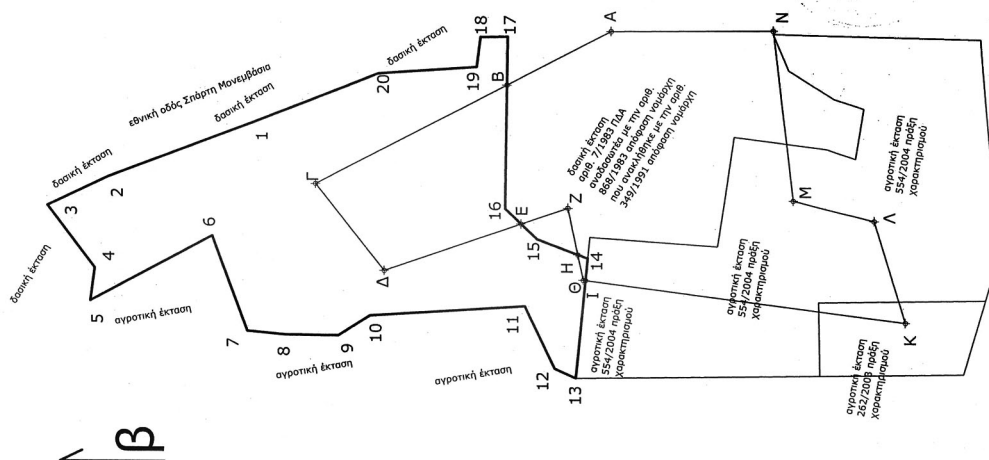 δασική έκταση
3
δασική έκταση
2
εθνική οδός Σπάρτη Μονεμβάσια
δασική έκταση
1
20
δασική έκταση
18
17
19
4
5
6
αγροτική έκταση
7
8
9
10
αγροτική έκταση
αγροτική έκταση
11
12
13
14
15
16
Α
Β
Γ
Δ
Ε
Ζ
Η
Θ
Ι
Κ
Λ
Μ
Ν
δασική έκταση
αριθ. 7/1983 ΠΔΑ
αναδασωτέα με την αριθ.
868/1983 απόφαση νομάρχη
που ανακλήθηκε με την αριθ.
349/1991 απόφαση νομάρχη
αγροτική έκταση
554/2004 πράξη
χαρακτηρισμού
αγροτική έκταση
554/2004 πράξη
χαρακτηρισμού
αγροτική έκταση
554/2004 πράξη
χαρακτηρισμού
αγροτική έκταση
262/2003 πράξη
χαρακτηρισμού
β